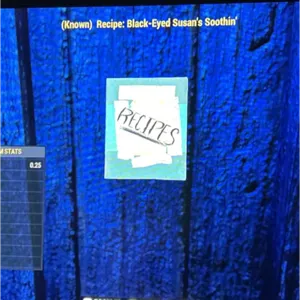 (Known) Recipe: Black-Eyed Susan's Soothin'
RECIPES
STATS
0.25